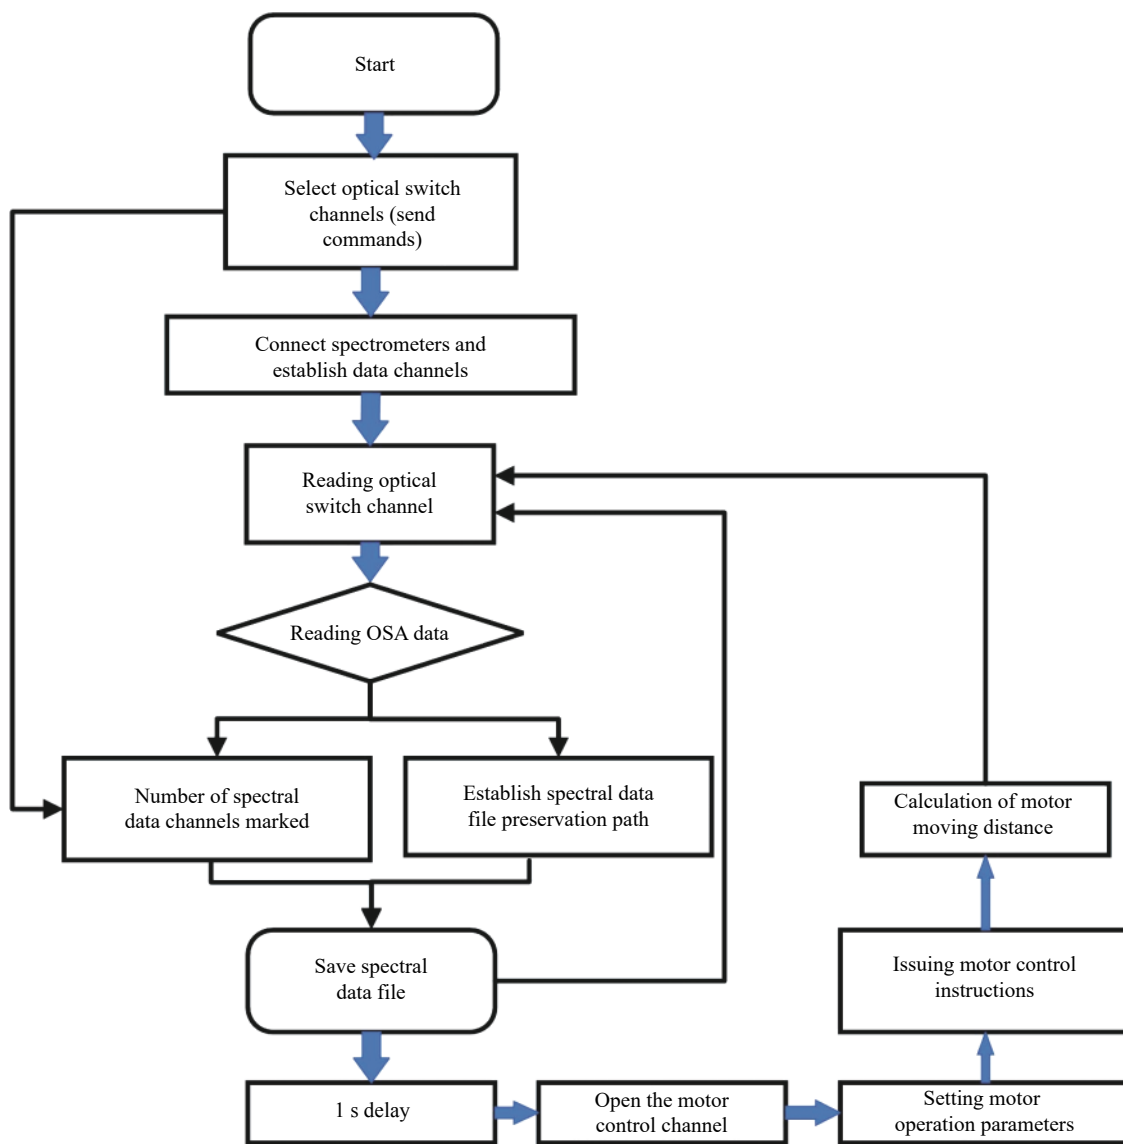 Start
Select optical switch
channels (send
commands)
Connect spectrometers and
establish data channels
Reading optical
switch channel
Reading OSA data
Number of spectral
data channels marked
Establish spectral data
file preservation path
Calculation of motor
moving distance
Save spectral
data file
Issuing motor control
instructions
1 s delay
Open the motor
control channel
Setting motor
operation parameters